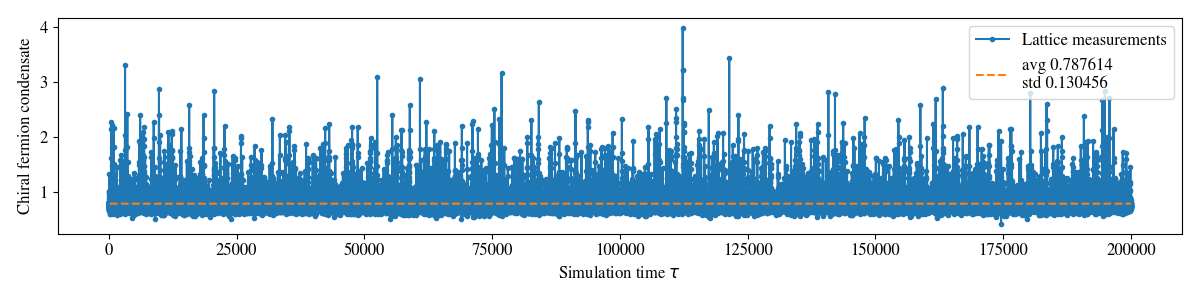 4
3
2
1
Chiral fermion condensate
Lattice measurements
avg 0.787614
std 0.130456
0 25000 50000 75000 100000 125000 150000 175000 200000
Simulation time τ